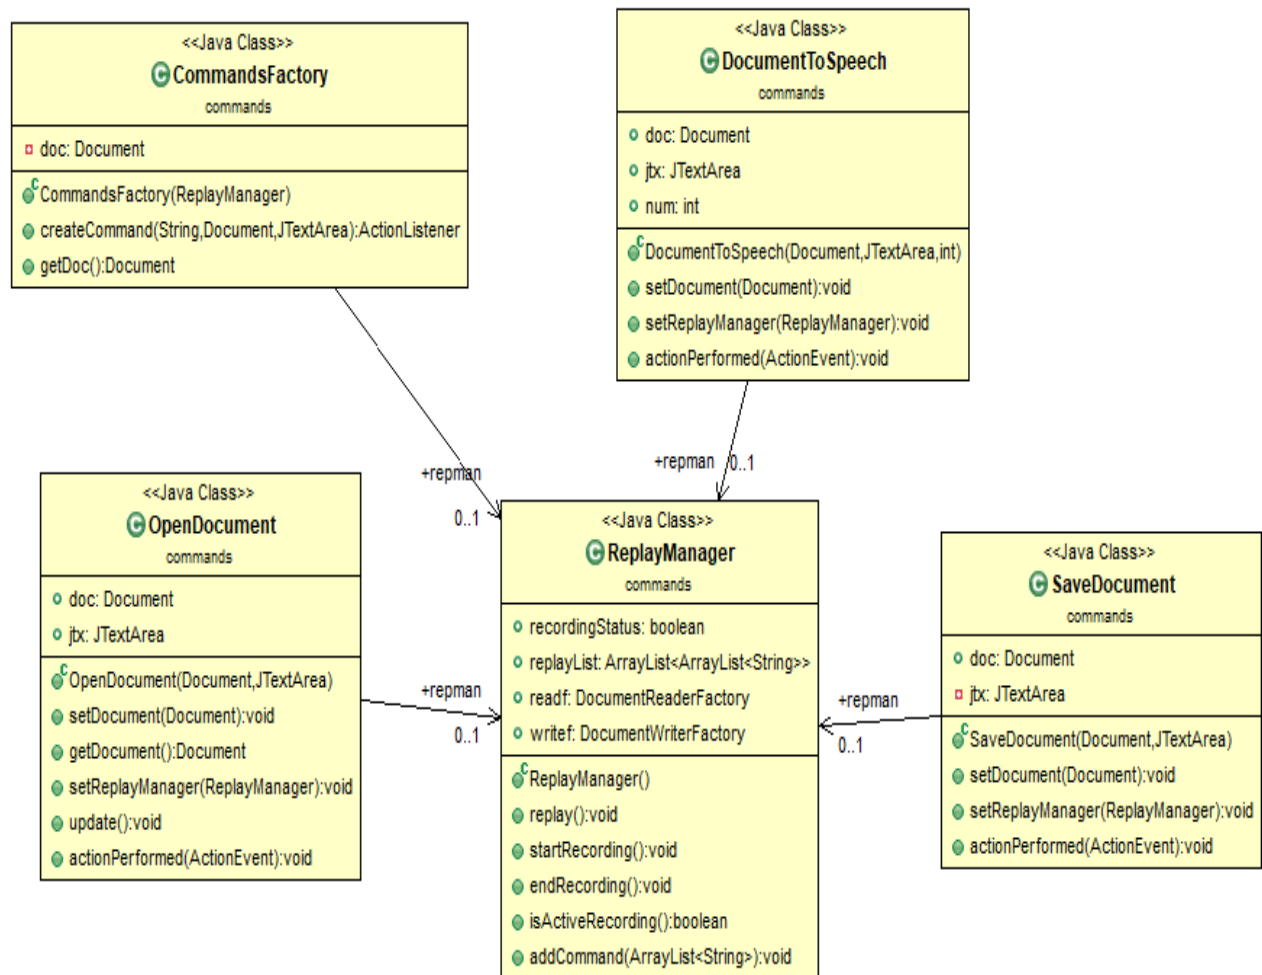 <<Java Class>>
CommandsFactory
commands
doc: Document
CommandsFactory(ReplayManager)
createCommand(String,Document,JTextArea):ActionListener
getDoc():Document
<<Java Class>>
DocumentToSpeech
commands
doc: Document
jtx: JTextArea
num: int
DocumentToSpeech(Document,JTextArea,int)
setDocument(Document):void
setReplayManager(ReplayManager):void
actionPerformed(ActionEvent):void
+repman
0..1
+repman
0..1
<<Java Class>>
OpenDocument
commands
doc: Document
jtx: JTextArea
OpenDocument(Document,JTextArea)
setDocument(Document):void
getDocument():Document
setReplayManager(ReplayManager):void
update():void
actionPerformed(ActionEvent):void
+repman
0..1
<<Java Class>>
ReplayManager
commands
recordingStatus: boolean
replayList: ArrayList<ArrayList<String>>
readf: DocumentReaderFactory
writef: DocumentWriterFactory
ReplayManager()
replay():void
startRecording():void
endRecording():void
isActiveRecording():boolean
addCommand(ArrayList<String>):void
+repman
0..1
<<Java Class>>
SaveDocument
commands
doc: Document
jtx: JTextArea
SaveDocument(Document,JTextArea)
setDocument(Document):void
setReplayManager(ReplayManager):void
actionPerformed(ActionEvent):void